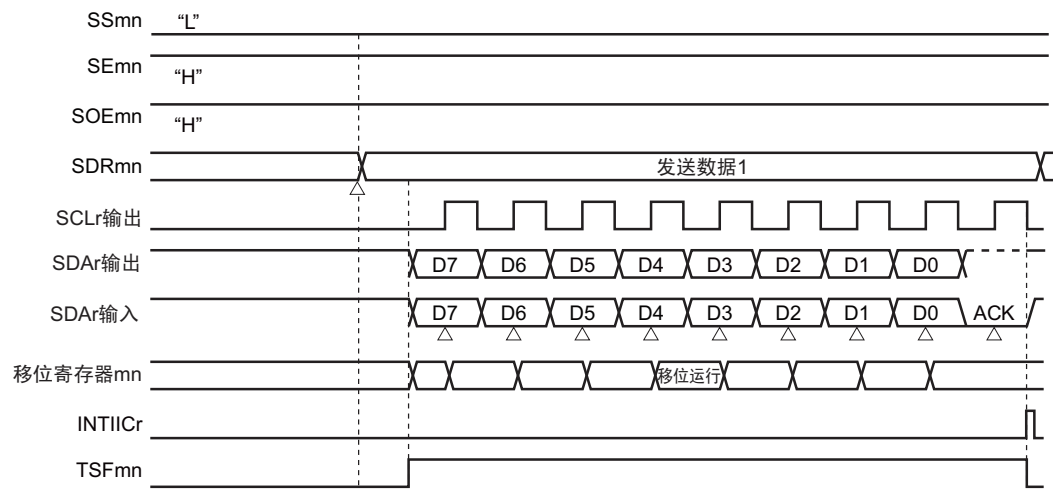 SSmn “L”
SEmn “H”
SOEmn “H”
SDRmn 发送数据1
SCLr输出
SDAr输出 D7 D6 D5 D4 D3 D2 D1 D0
SDAr输入 D7 D6 D5 D4 D3 D2 D1 D0 ACK
移位寄存器mn 移位运行
INTIICr
TSFmn